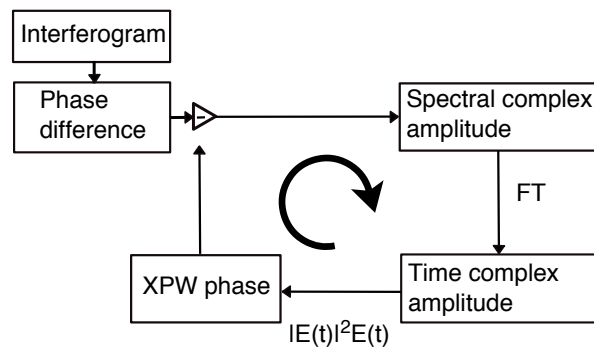 Interferogram
Phase
difference
-
Spectral complex
amplitude
FT
XPW phase
Time complex
amplitude
|E(t)|²E(t)